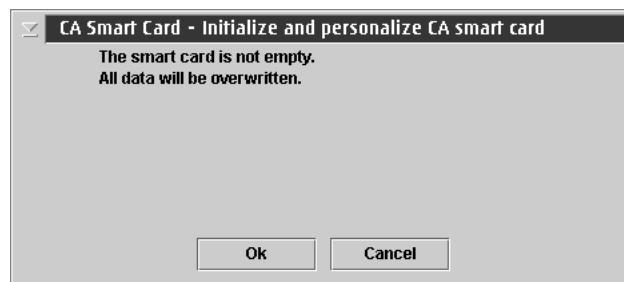 CA Smart Card - Initialize and personalize CA smart card
The smart card is not empty.
All data will be overwritten.
Ok
Cancel